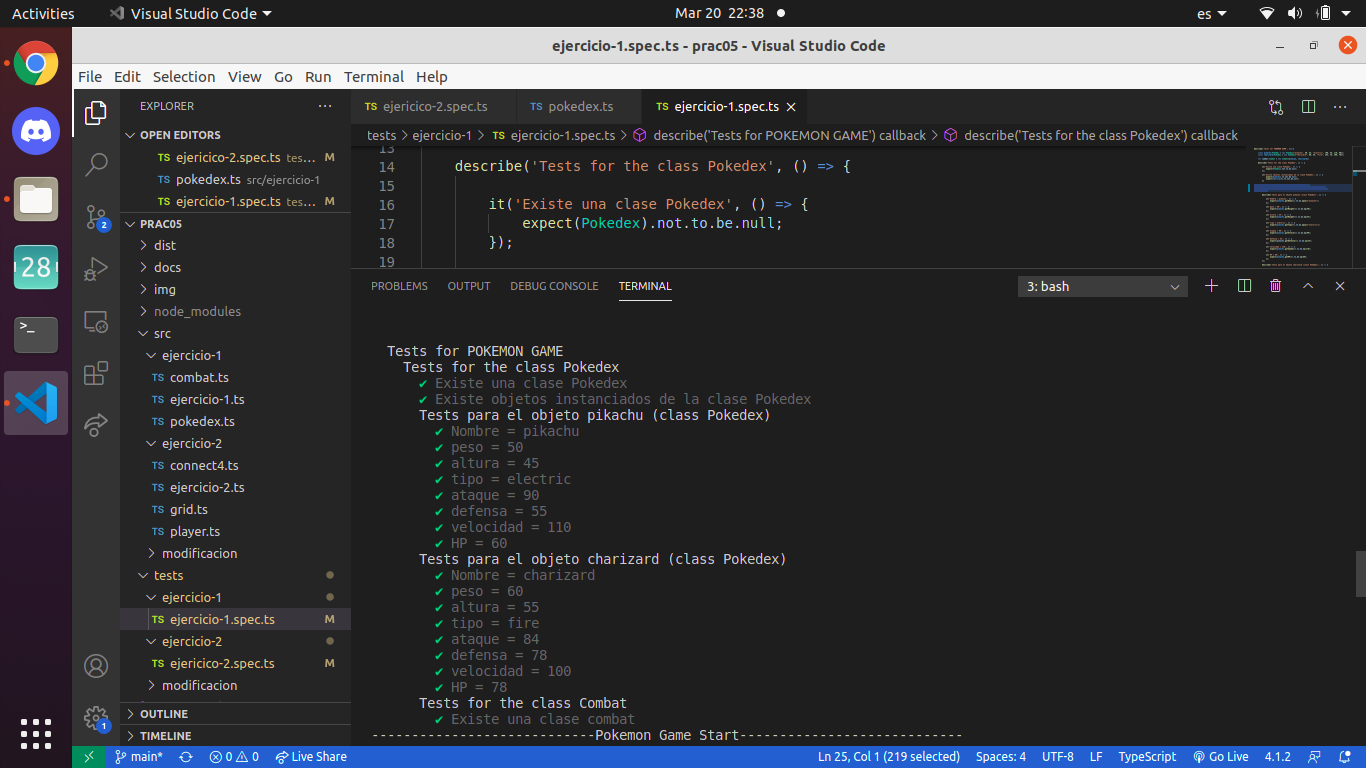 Activities
Visual Studio Code
Mar 20 22:38
es
ejercicio-1.spec.ts - prac05 - Visual Studio Code
File Edit Selection View Go Run Terminal Help
EXPLORER
OPEN EDITORS
TS ejericico-2.spec.ts tes... M
TS pokedex.ts src/ejercicio-1
TS ejercicio-1.spec.ts tes... M
PRAC05
dist
docs
img
node_modules
src
ejercicio-1
TS combat.ts
TS ejercicio-1.ts
TS pokedex.ts
ejercicio-2
TS connect4.ts
TS ejercicio-2.ts
TS grid.ts
TS player.ts
modificacion
tests
ejercicio-1
TS ejercicio-1.spec.ts M
ejercicio-2
TS ejericico-2.spec.ts M
modificacion
OUTLINE
TIMELINE
28
>_
2
1
TS ejericico-2.spec.ts
TS pokedex.ts
TS ejercicio-1.spec.ts
tests > ejercicio-1 > TS ejercicio-1.spec.ts > describe('Tests for POKEMON GAME') callback > describe('Tests for the class Pokedex') callback
13
14 describe('Tests for the class Pokedex', () => {
15
16 it('Existe una clase Pokedex', () => {
17 expect(Pokedex).not.to.be.null;
18 });
19
PROBLEMS OUTPUT DEBUG CONSOLE TERMINAL
3: bash
Tests for POKEMON GAME
Tests for the class Pokedex
✔ Existe una clase Pokedex
✔ Existe objetos instanciados de la clase Pokedex
Tests para el objeto pikachu (class Pokedex)
✔ Nombre = pikachu
✔ peso = 50
✔ altura = 45
✔ tipo = electric
✔ ataque = 90
✔ defensa = 55
✔ velocidad = 110
✔ HP = 60
Tests para el objeto charizard (class Pokedex)
✔ Nombre = charizard
✔ peso = 60
✔ altura = 55
✔ tipo = fire
✔ ataque = 84
✔ defensa = 78
✔ velocidad = 100
✔ HP = 78
Tests for the class Combat
✔ Existe una clase combat
----------------------------Pokemon Game Start----------------------------
main* 0 0 Live Share
Ln 25, Col 1 (219 selected) Spaces: 4 UTF-8 LF TypeScript Go Live 4.1.2